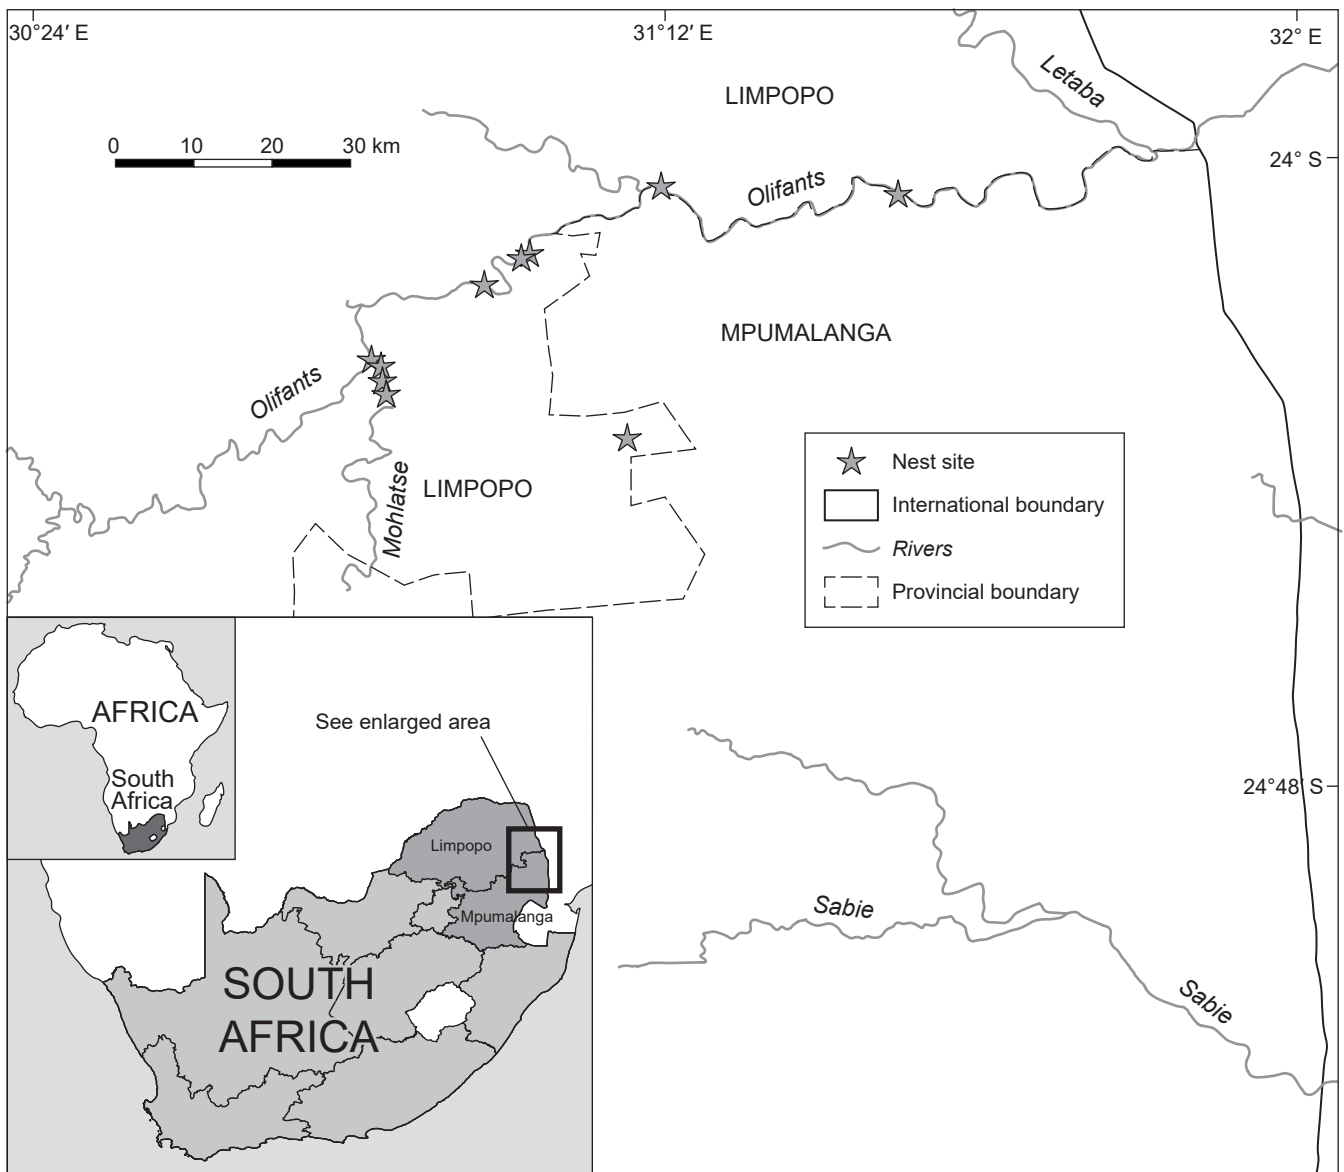 30°24′ E
31°12′ E
32° E
Letaba
LIMPOPO
0 10 20 30 km
24° S
Olifants
MPUMALANGA
Olifants
Nest site
LIMPOPO
International boundary
Mohlatse
Rivers
Provincial boundary
AFRICA
See enlarged area
South
Africa
24°48′ S
Limpopo
Mpumalanga
Sabie
SOUTH
AFRICA
Sabie